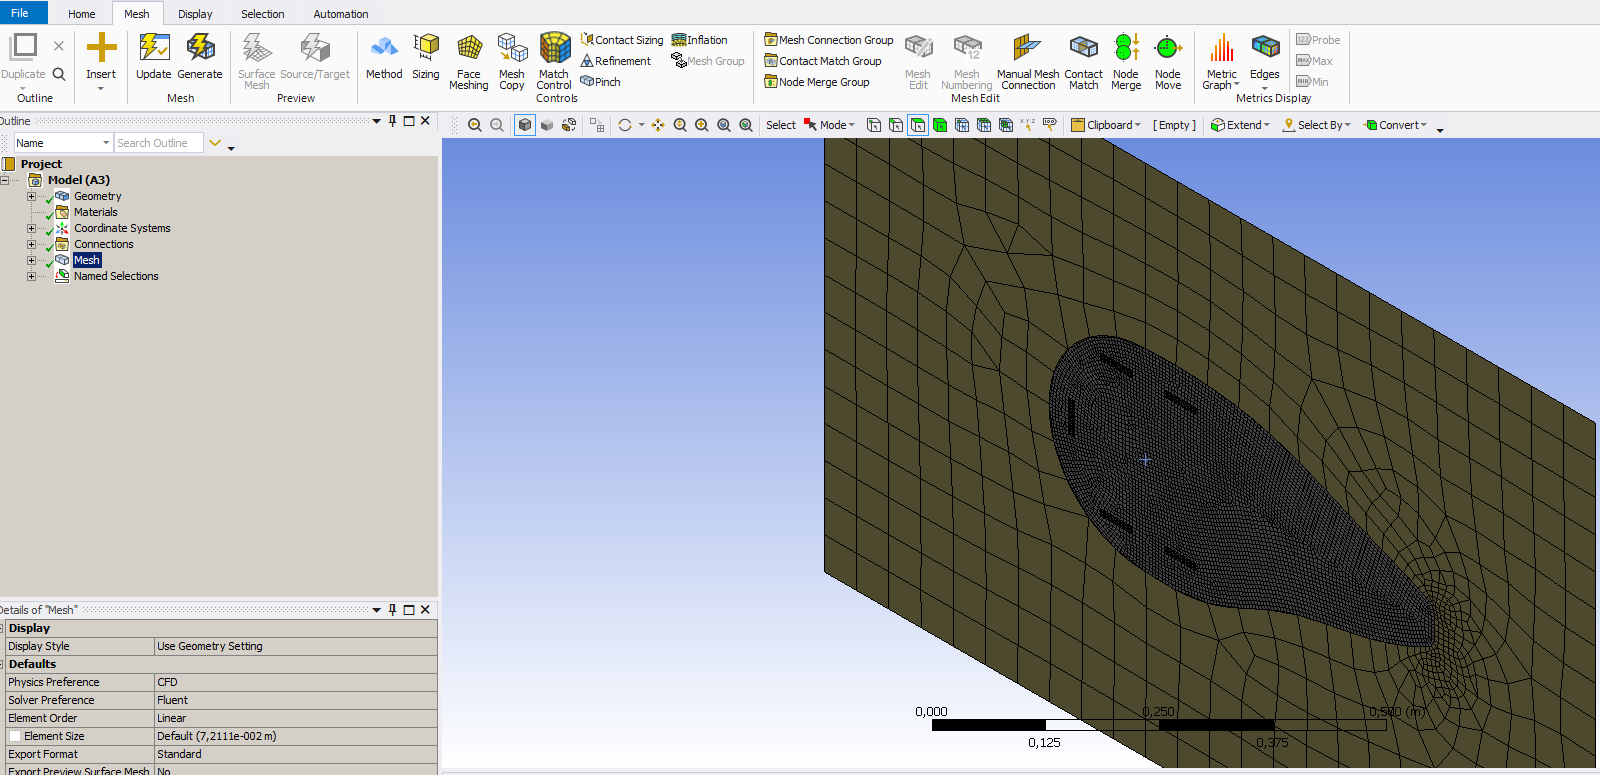 File Home Mesh Display Selection Automation
Duplicate
Outline
Insert
Update Generate
Mesh
Surface Mesh Source/Target
Preview
Method Sizing Face Meshing Mesh Copy Match Control
Contact Sizing
Refinement
Pinch
Inflation
Mesh Group
Controls
Mesh Connection Group
Contact Match Group
Node Merge Group
Mesh Edit Mesh Numbering Manual Mesh Connection Contact Match Node Merge Node Move
Mesh Edit
Metric Graph Edges
Probe
Max
Min
Metrics Display
Outline
Select Mode Clipboard [Empty] Extend Select By Convert
Name Search Outline
Project
Model (A3)
Geometry
Materials
Coordinate Systems
Connections
Mesh
Named Selections
Details of "Mesh"
Display
Display Style Use Geometry Setting
Defaults
Physics Preference CFD
Solver Preference Fluent
Element Order Linear
Element Size Default (7,2111e-002 m)
Export Format Standard
Export Preview Surface Mesh No
0,000 0,250 0,500 (m)
0,125 0,375